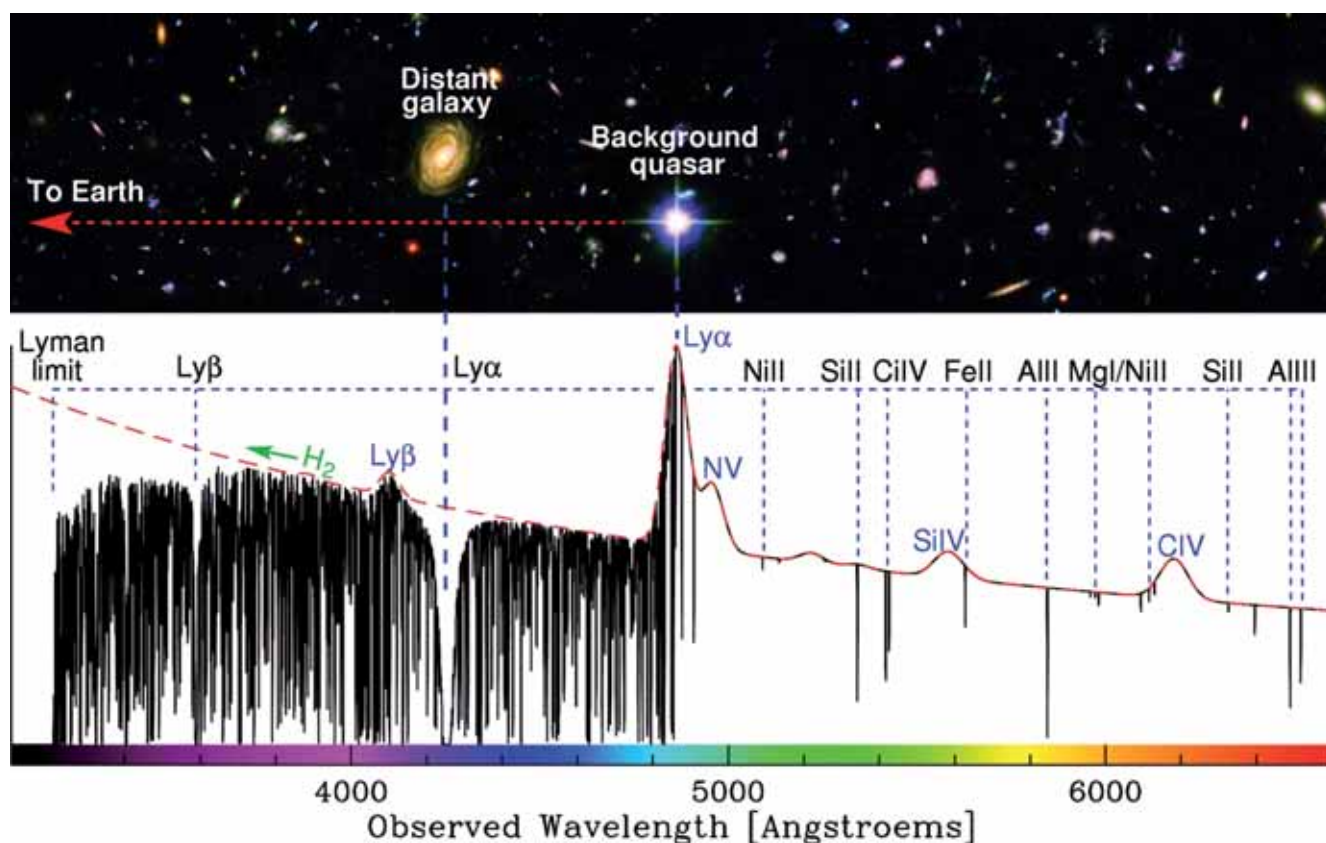 Distant
galaxy
Background
quasar
To Earth
Lyman
limit
Lyβ
Lyα
Lyα
NiII
SiII
CiIV
FeII
AlII
MgI/NiII
SiII
AlIII
H2
Lyβ
NV
SiIV
CIV
4000
5000
6000
Observed Wavelength [Angstroems]